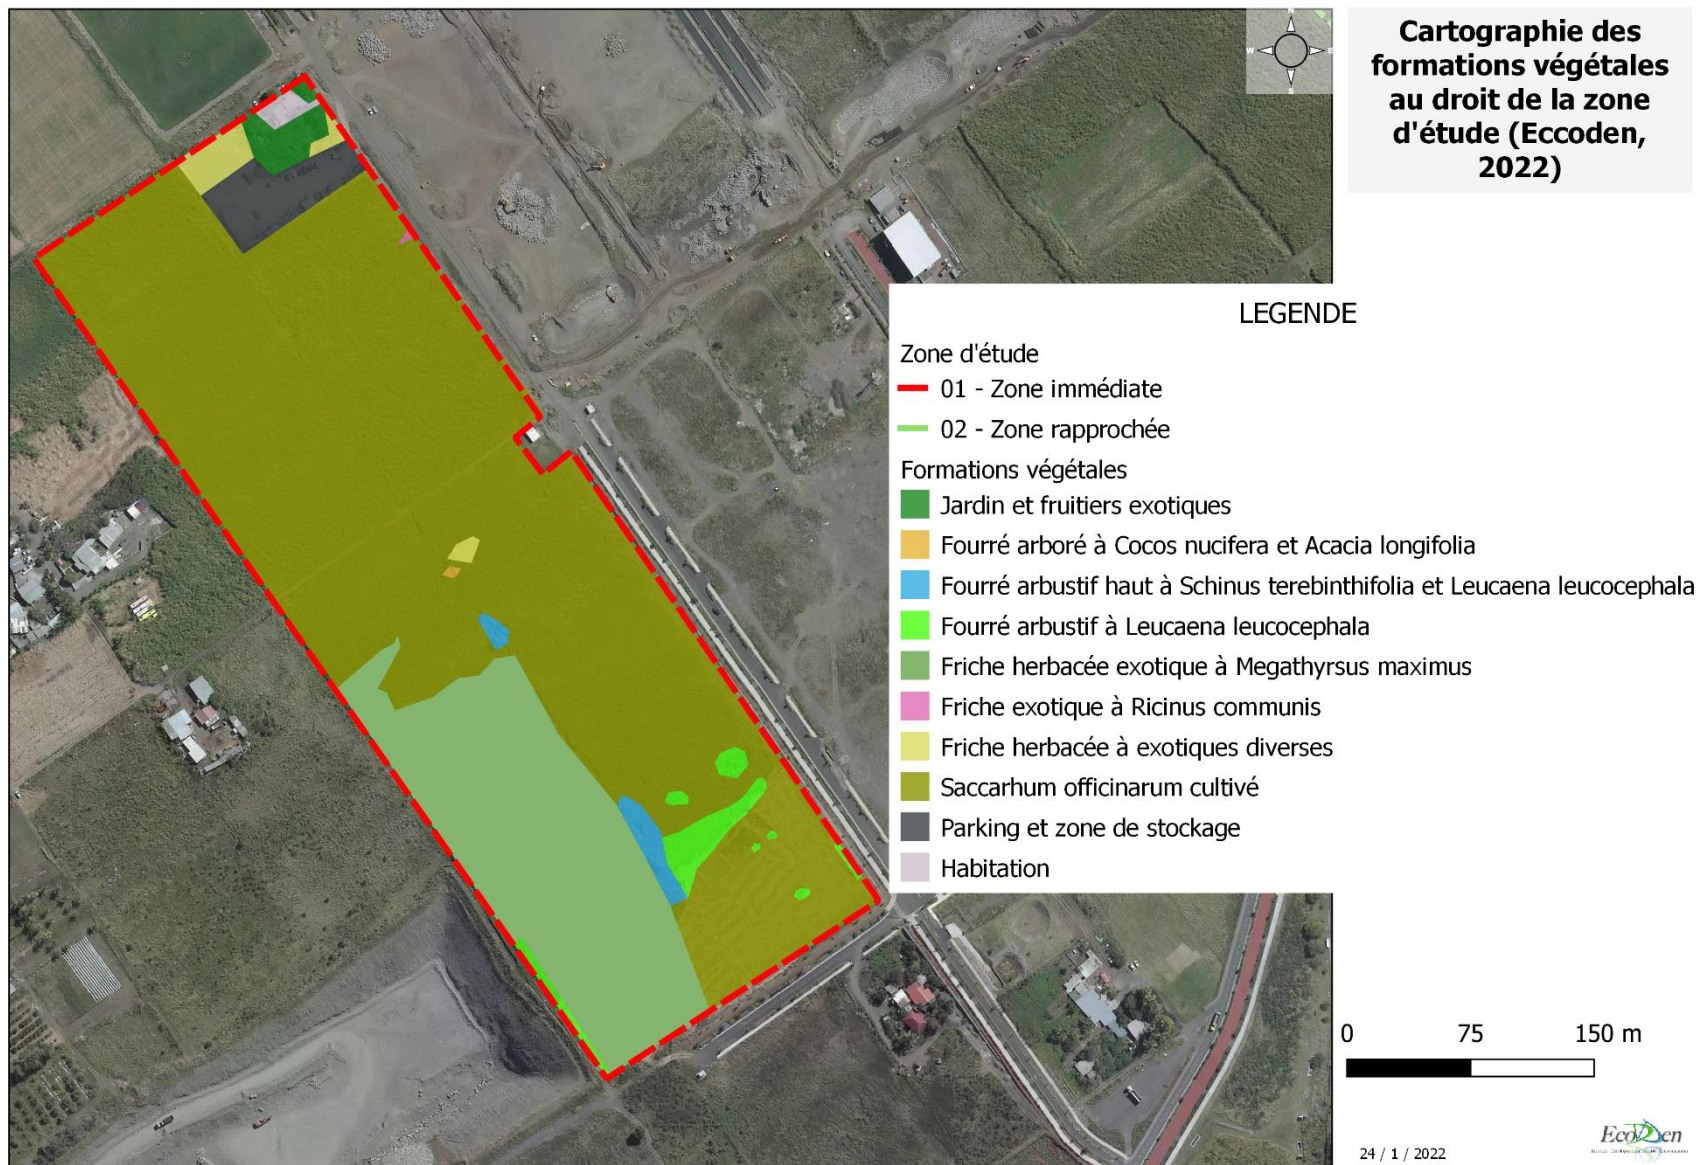 Cartographie des
formations végétales
au droit de la zone
d'étude (Eccoden,
2022)
N
W
E
S
LEGENDE
Zone d'étude
01 - Zone immédiate
02 - Zone rapprochée
Formations végétales
Jardin et fruitiers exotiques
Fourré arboré à Cocos nucifera et Acacia longifolia
Fourré arbustif haut à Schinus terebinthifolia et Leucaena leucocephala
Fourré arbustif à Leucaena leucocephala
Friche herbacée exotique à Megathyrsus maximus
Friche exotique à Ricinus communis
Friche herbacée à exotiques diverses
Saccarhum officinarum cultivé
Parking et zone de stockage
Habitation
0 75 150 m
24 / 1 / 2022